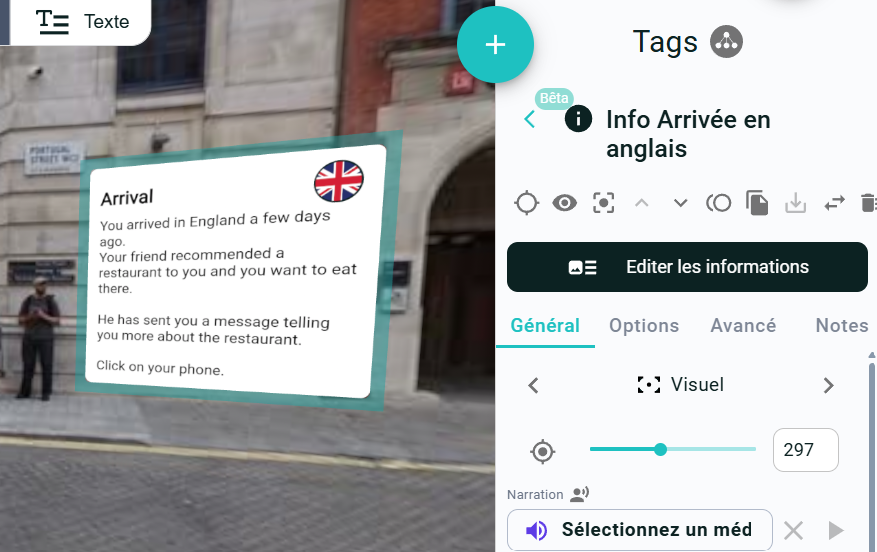 Texte
+
Tags
Bêta
Info Arrivée en
anglais
PORTUGAL
STREET WC2
Arrival
You arrived in England a few days
ago.
Your friend recommended a
restaurant to you and you want to eat
there.
He has sent you a message telling
you more about the restaurant.
Click on your phone.
Editer les informations
Général
Options
Avancé
Notes
Visuel
297
Narration
Sélectionnez un méd